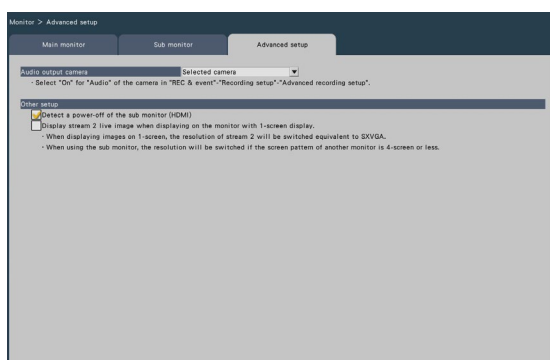 Monitor > Advanced setup
Main monitor
Sub monitor
Advanced setup
Audio output camera
Selected camera
· Select "On" for "Audio" of the camera in "REC & event"-"Recording setup"-"Advanced recording setup".
Other setup
Detect a power-off of the sub monitor (HDMI)
Display stream 2 live image when displaying on the monitor with 1-screen display.
· When displaying images on 1-screen, the resolution of stream 2 will be switched equivalent to SXVGA.
· When using the sub monitor, the resolution will be switched if the screen pattern of another monitor is 4-screen or less.